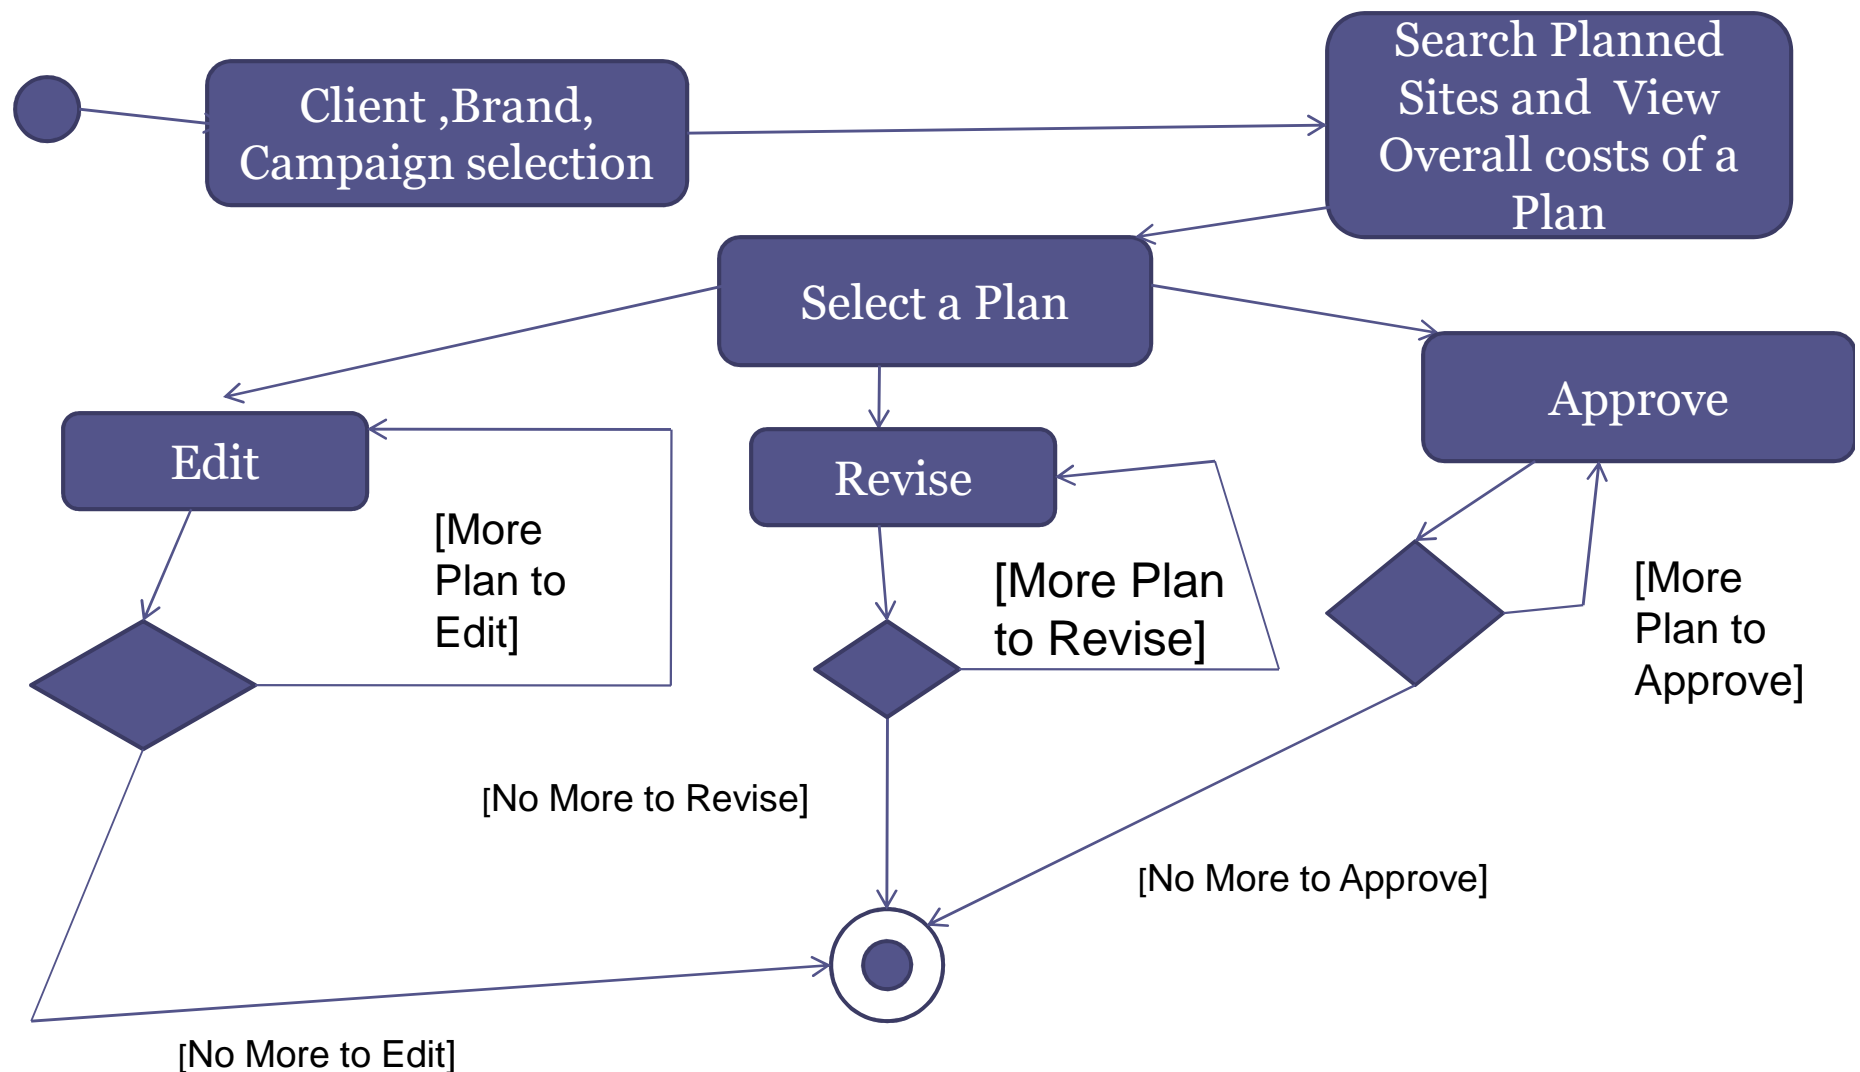 Client ,Brand,
Campaign selection
Search Planned
Sites and  View
Overall costs of a
Plan
Select a Plan
Edit
Revise
Approve
[More
Plan to
Edit]
[More Plan
to Revise]
[More
Plan to
Approve]
[No More to Revise]
[No More to Approve]
[No More to Edit]